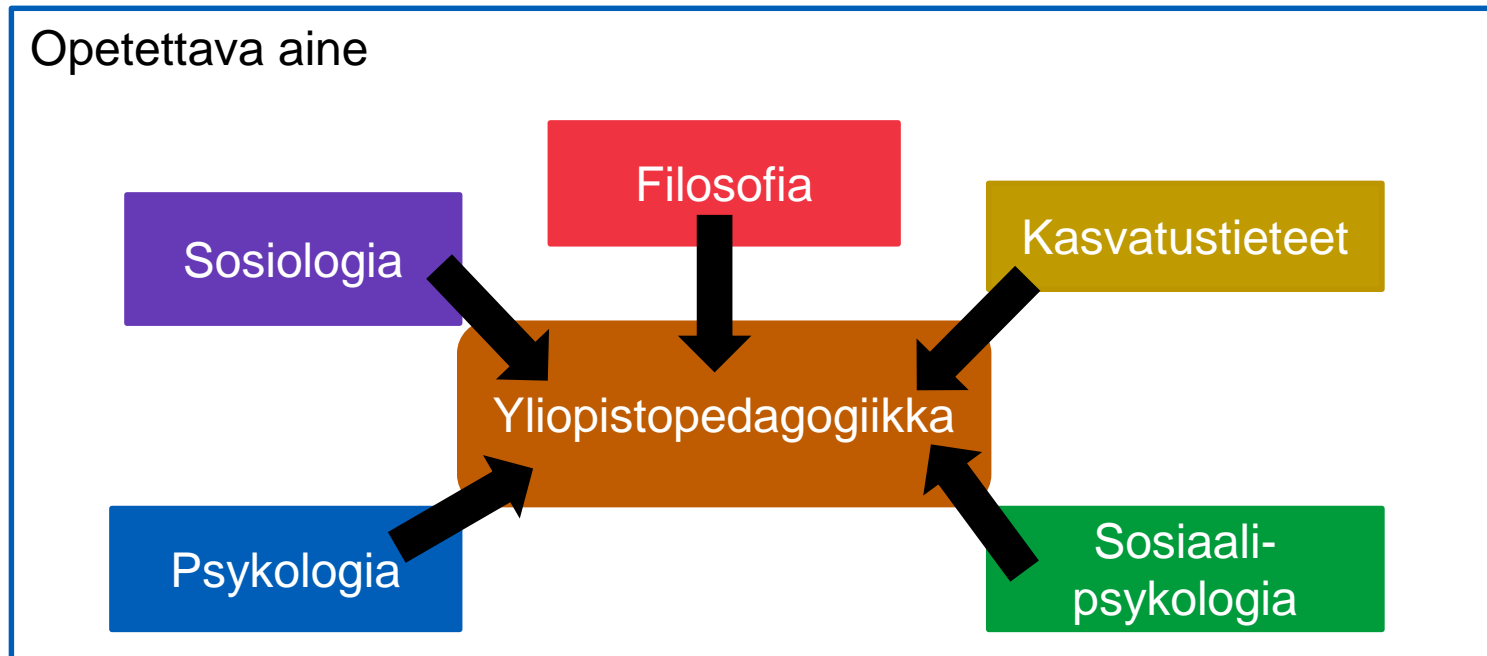 Opetettava aine
Filosofia
Sosiologia
Kasvatustieteet
Yliopistopedagogiikka
Psykologia
Sosiaali-
psykologia